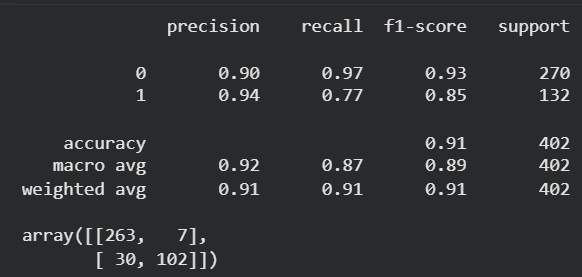 precision recall f1-score support
0 0.90 0.97 0.93 270
1 0.94 0.77 0.85 132
accuracy 0.91 402
macro avg 0.92 0.87 0.89 402
weighted avg 0.91 0.91 0.91 402
array([[263, 7],
[ 30, 102]])